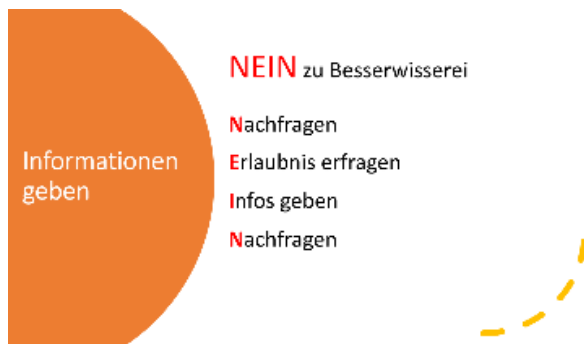 Informationen
geben
NEIN zu Besserwisserei
Nachfragen
Erlaubnis erfragen
Infos geben
Nachfragen